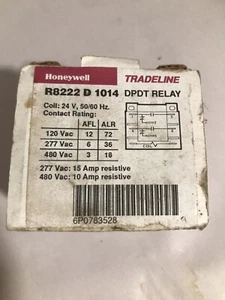 Honeywell TRADELINE
R8222 D 1014 DPDT RELAY
Coil: 24 V, 50/60 Hz.
Contact Rating:
AFL ALR
120 Vac 12 72
277 Vac 6 36
480 Vac 3 18
COIL
277 Vac: 15 Amp resistive
480 Vac: 10 Amp resistive
6P0783528